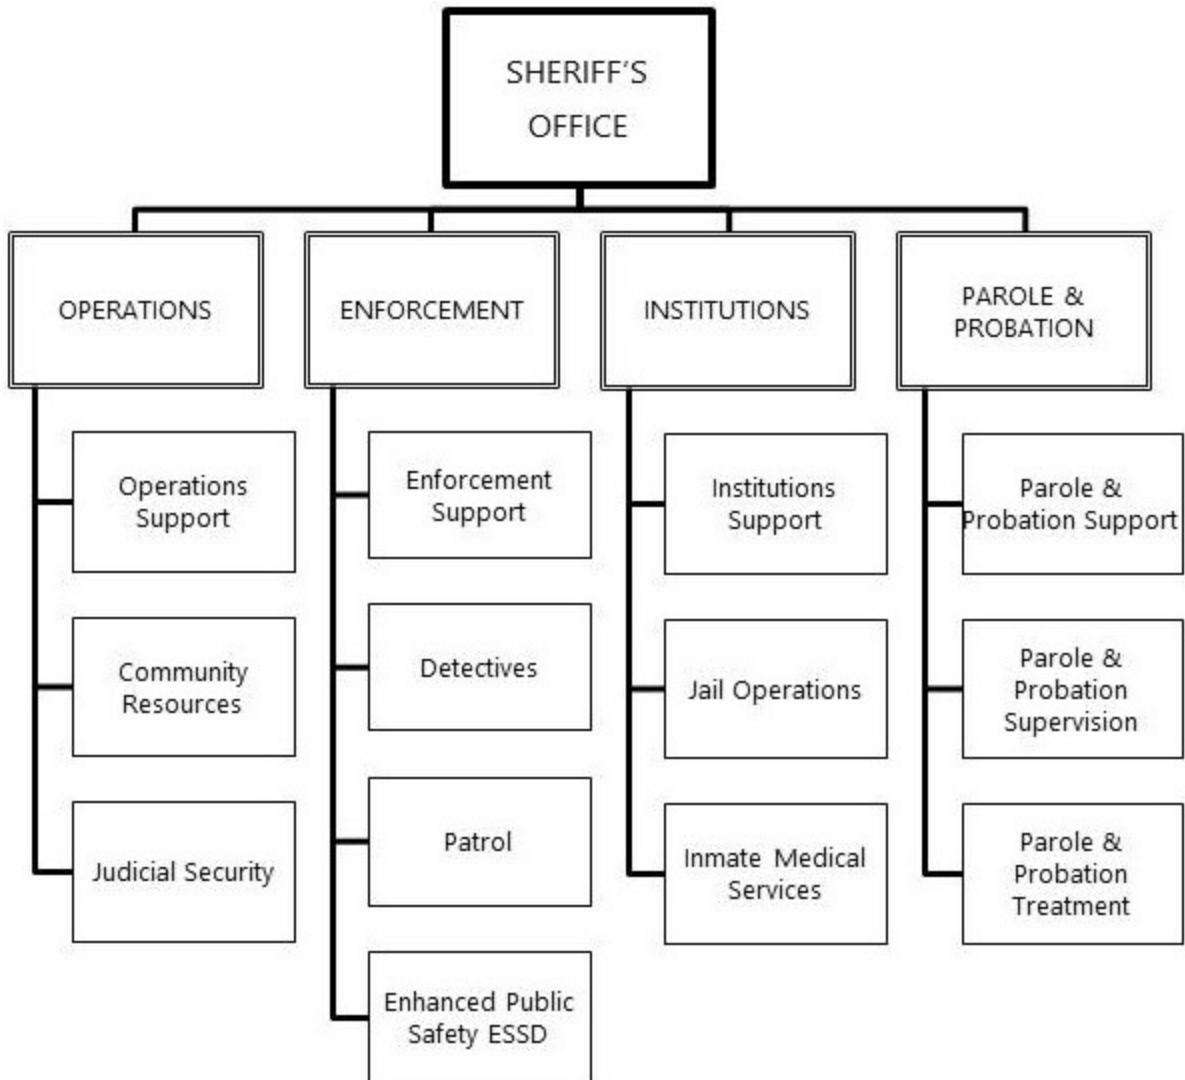 SHERIFF'S
OFFICE
OPERATIONS
ENFORCEMENT
INSTITUTIONS
PAROLE &
PROBATION
Operations
Support
Community
Resources
Judicial Security
Enforcement
Support
Detectives
Patrol
Enhanced Public
Safety ESSD
Institutions
Support
Jail Operations
Inmate Medical
Services
Parole &
Probation Support
Parole &
Probation
Supervision
Parole &
Probation
Treatment